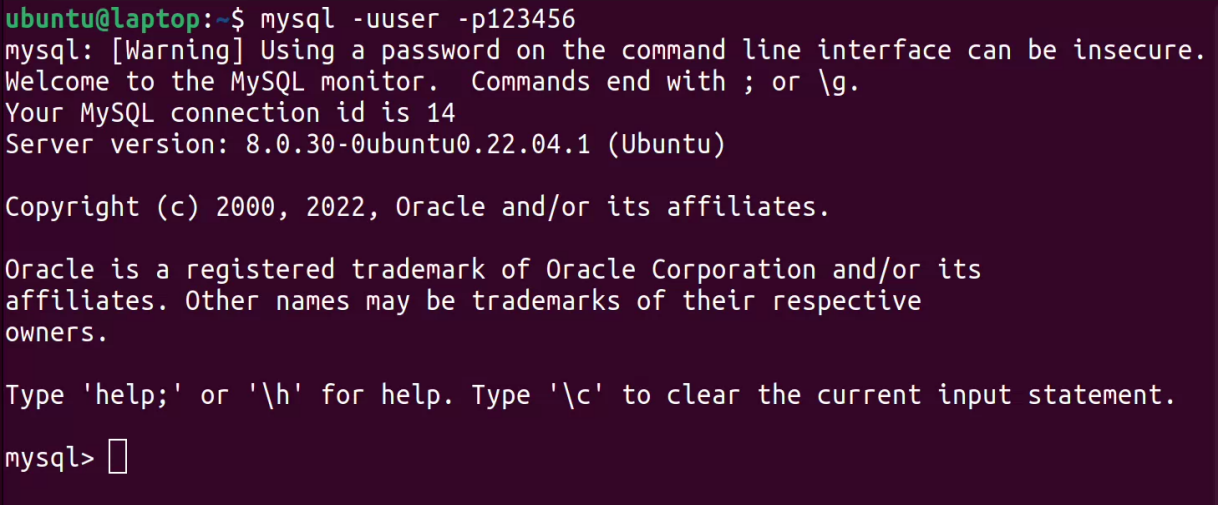 ubuntu@laptop:~$ mysql -uuser -p123456
mysql: [Warning] Using a password on the command line interface can be insecure.
Welcome to the MySQL monitor.  Commands end with ; or \g.
Your MySQL connection id is 14
Server version: 8.0.30-0ubuntu0.22.04.1 (Ubuntu)
Copyright (c) 2000, 2022, Oracle and/or its affiliates.
Oracle is a registered trademark of Oracle Corporation and/or its
affiliates. Other names may be trademarks of their respective
owners.
Type 'help;' or '\h' for help. Type '\c' to clear the current input statement.
mysql>